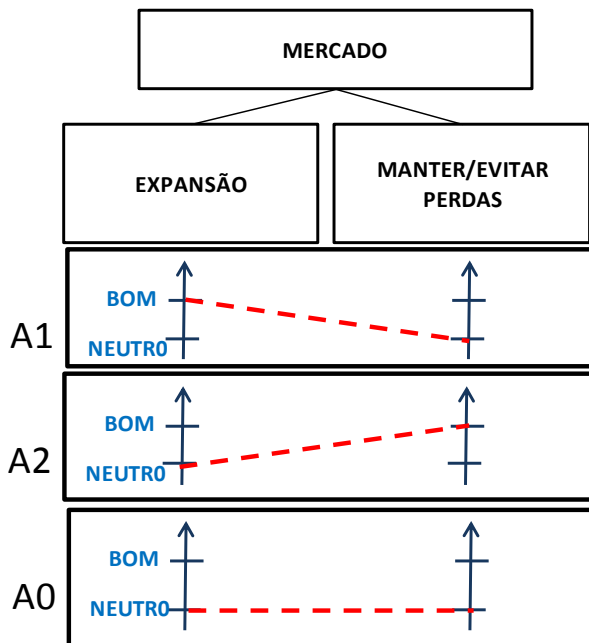 MERCADO
EXPANSÃO
MANTER/EVITAR
PERDAS
A1
BOM
NEUTR0
A2
BOM
NEUTR0
A0
BOM
NEUTR0